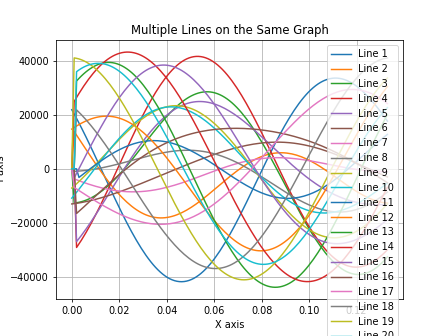 Multiple Lines on the Same Graph
40000
20000
0
−20000
−40000
axis
0.00
0.02
0.04
0.06
0.08
0.10
X axis
Line 1
Line 2
Line 3
Line 4
Line 5
Line 6
Line 7
Line 8
Line 9
Line 10
Line 11
Line 12
Line 13
Line 14
Line 15
Line 16
Line 17
Line 18
Line 19
Line 20